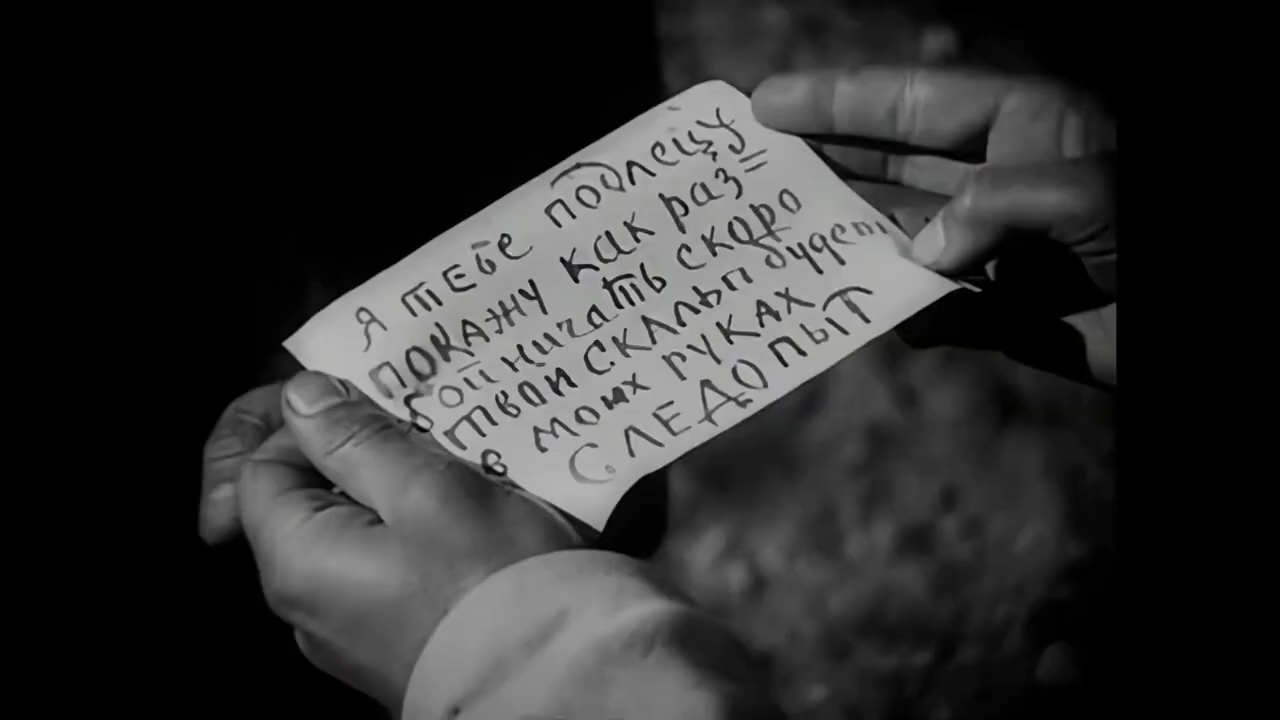 Я ТЕБЕ ПОДЛЕЦУ
ПОКАЖУ КАК РАЗ=
БОЙНИЧАТЬ СКОРО
ТВОЙ СКАЛЬП БУДЕТ
В МОИХ РУКАХ
СЛЕДОПЫТ